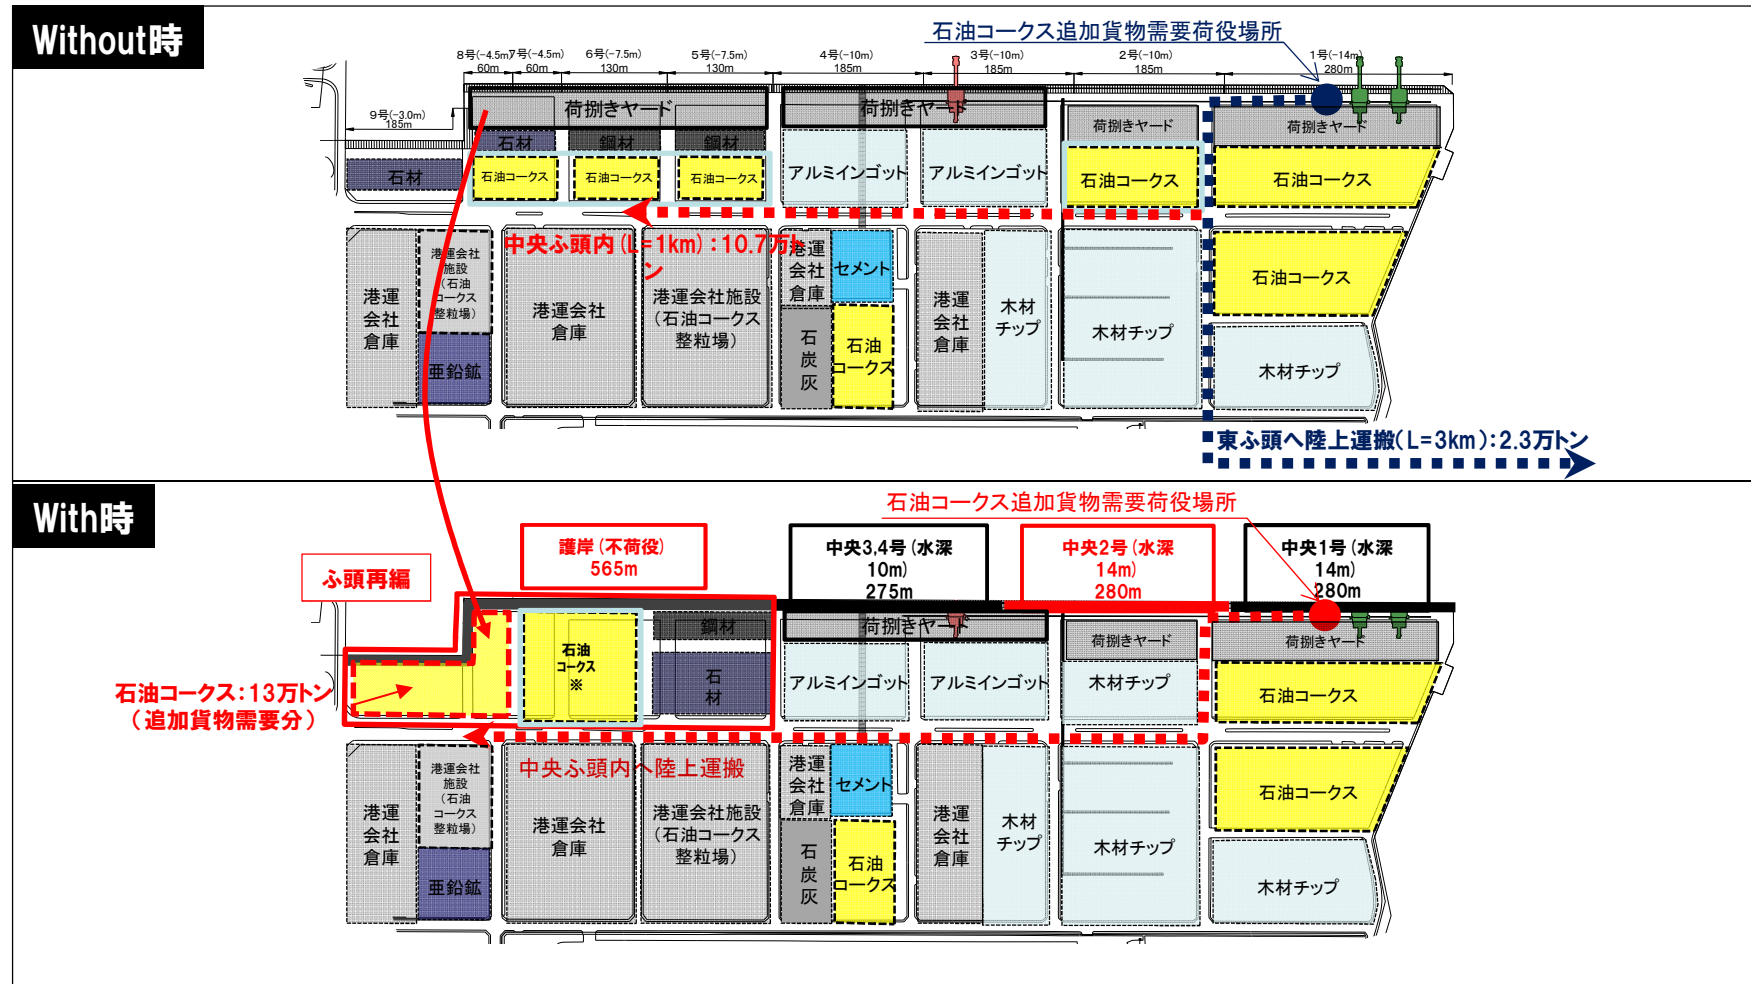 Without時
石油コークス追加貨物需要荷役場所
8号(-4.5m)
60m
7号(-4.5m)
60m
6号(-7.5m)
130m
5号(-7.5m)
130m
4号(-10m)
185m
3号(-10m)
185m
2号(-10m)
185m
1号(-14m)
280m
9号(-3.0m)
185m
荷捌きヤード
荷捌きヤード
荷捌きヤード
荷捌きヤード
石材
石材
鋼材
鋼材
石油コークス
石油コークス
石油コークス
アルミインゴット
アルミインゴット
石油コークス
石油コークス
中央ふ頭内(L=1km):10.7万ト
ン
港運
会社
倉庫
港運会社
施設
(石油
コークス
整粒場)
亜鉛鉱
港運会社
倉庫
港運会社施設
(石油コークス
整粒場)
港運
会社
倉庫
セメント
石
炭
灰
石油
コークス
港運
会社
倉庫
木材
チップ
木材チップ
石油コークス
木材チップ
東ふ頭へ陸上運搬(L=3km):2.3万トン
With時
石油コークス追加貨物需要荷役場所
ふ頭再編
護岸(不荷役)
565m
中央3,4号(水深
10m)
275m
中央2号(水深
14m)
280m
中央1号(水深
14m)
280m
石油コークス:13万トン
(追加貨物需要分)
石油
コークス
※
鋼材
石
材
荷捌きヤード
荷捌きヤード
荷捌きヤード
アルミインゴット
アルミインゴット
木材チップ
石油コークス
中央ふ頭内へ陸上運搬
港運
会社
倉庫
港運会社
施設
(石油
コークス
整粒場)
亜鉛鉱
港運会社
倉庫
港運会社施設
(石油コークス
整粒場)
港運
会社
倉庫
セメント
石
炭
灰
石油
コークス
港運
会社
倉庫
木材
チップ
木材チップ
石油コークス
木材チップ